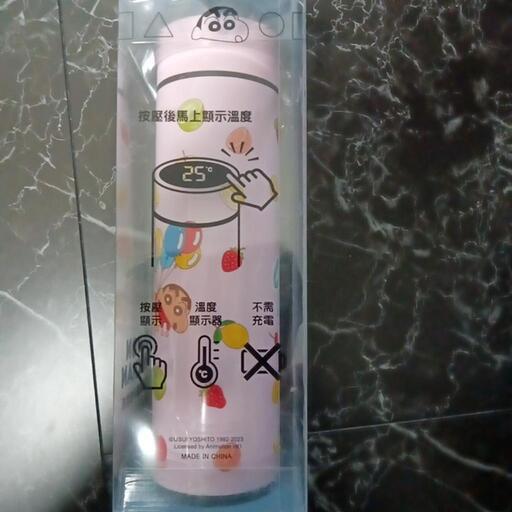 按壓後馬上顯示溫度
25°C
按壓 溫度 不需
顯示 顯示器 充電
°C
©USUI YOSHITO 1992-2023
Licensed by Animation Int'l
MADE IN CHINA